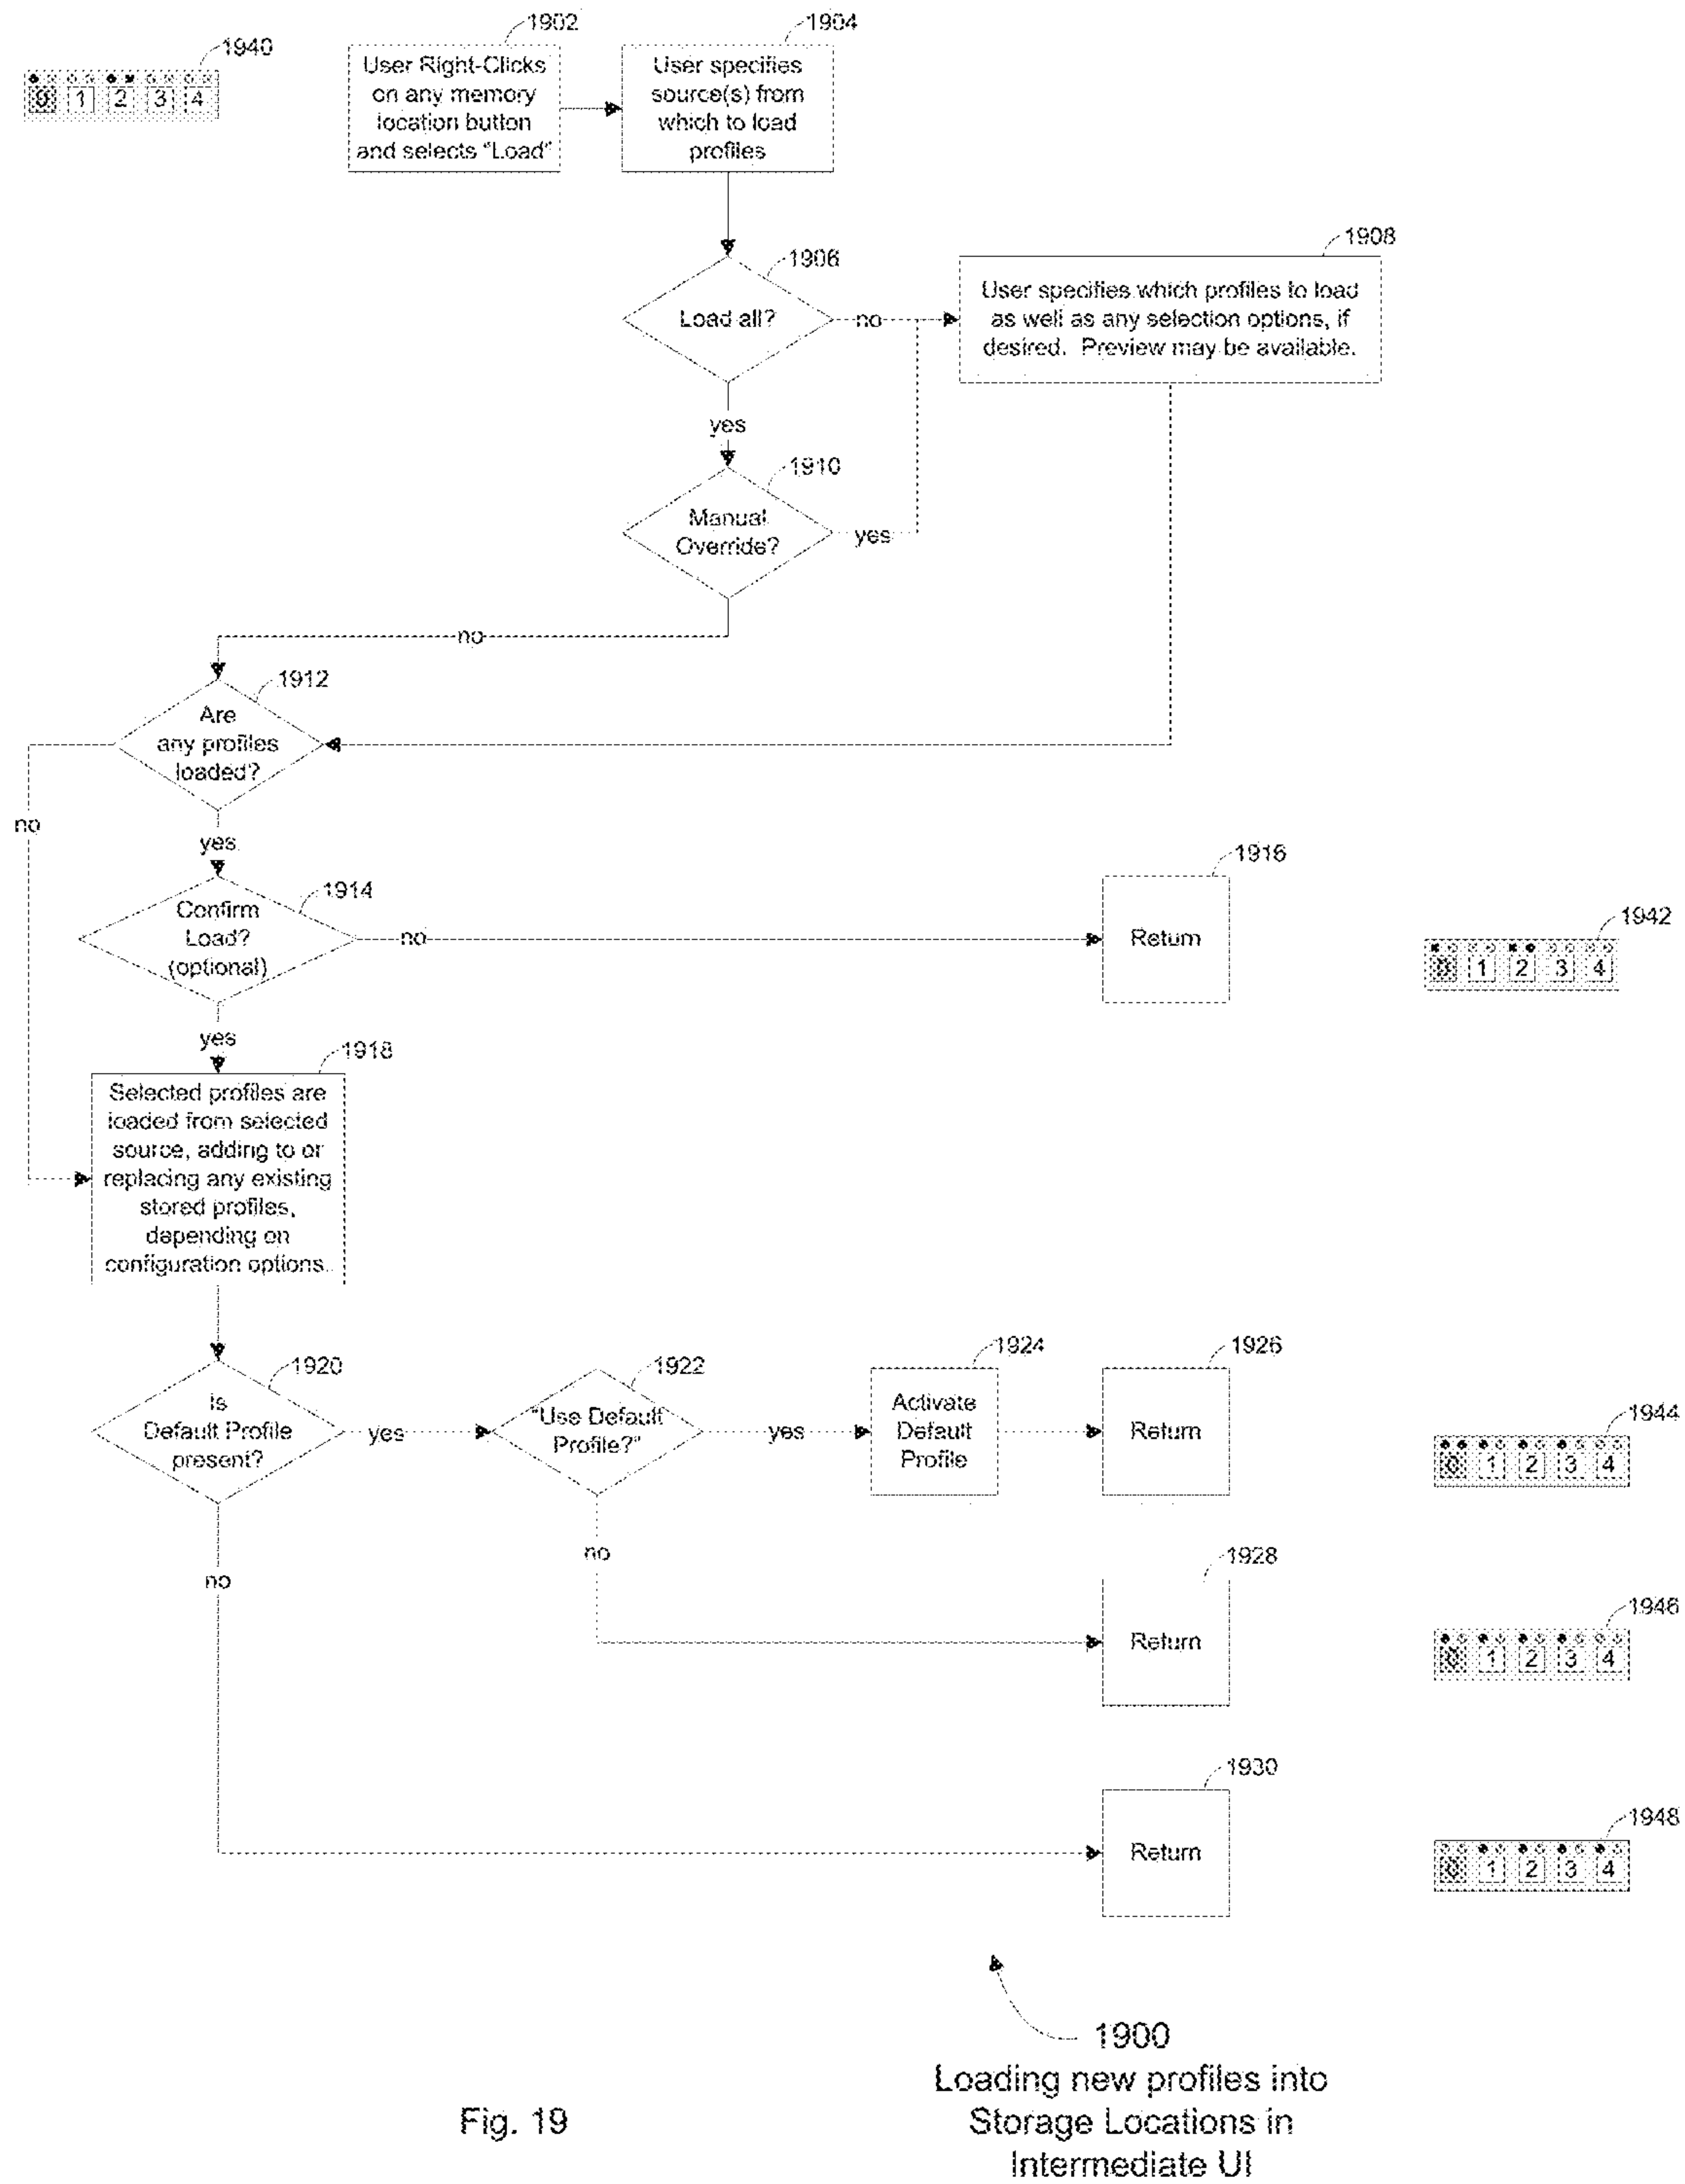 1940
0 1 2 3 4
1902
User Right-Clicks
on any memory
location button
and selects "Load"
1904
User specifies
source(s) from
which to load
profiles
1906
Load all?
no
1908
User specifies which profiles to load
as well as any selection options, if
desired. Preview may be available.
yes
1910
Manual
Override?
yes
no
1912
Are
any profiles
loaded?
no
yes
1914
Confirm
Load?
(optional)
no
1916
Return
1942
0 1 2 3 4
yes
1918
Selected profiles are
loaded from selected
source, adding to or
replacing any existing
stored profiles,
depending on
configuration options.
1920
Is
Default Profile
present?
yes
1922
"Use Default
Profile?"
yes
1924
Activate
Default
Profile
1926
Return
1944
0 1 2 3 4
no
1928
Return
1946
0 1 2 3 4
no
1930
Return
1948
0 1 2 3 4
1900
Loading new profiles into
Storage Locations in
Intermediate UI
Fig. 19